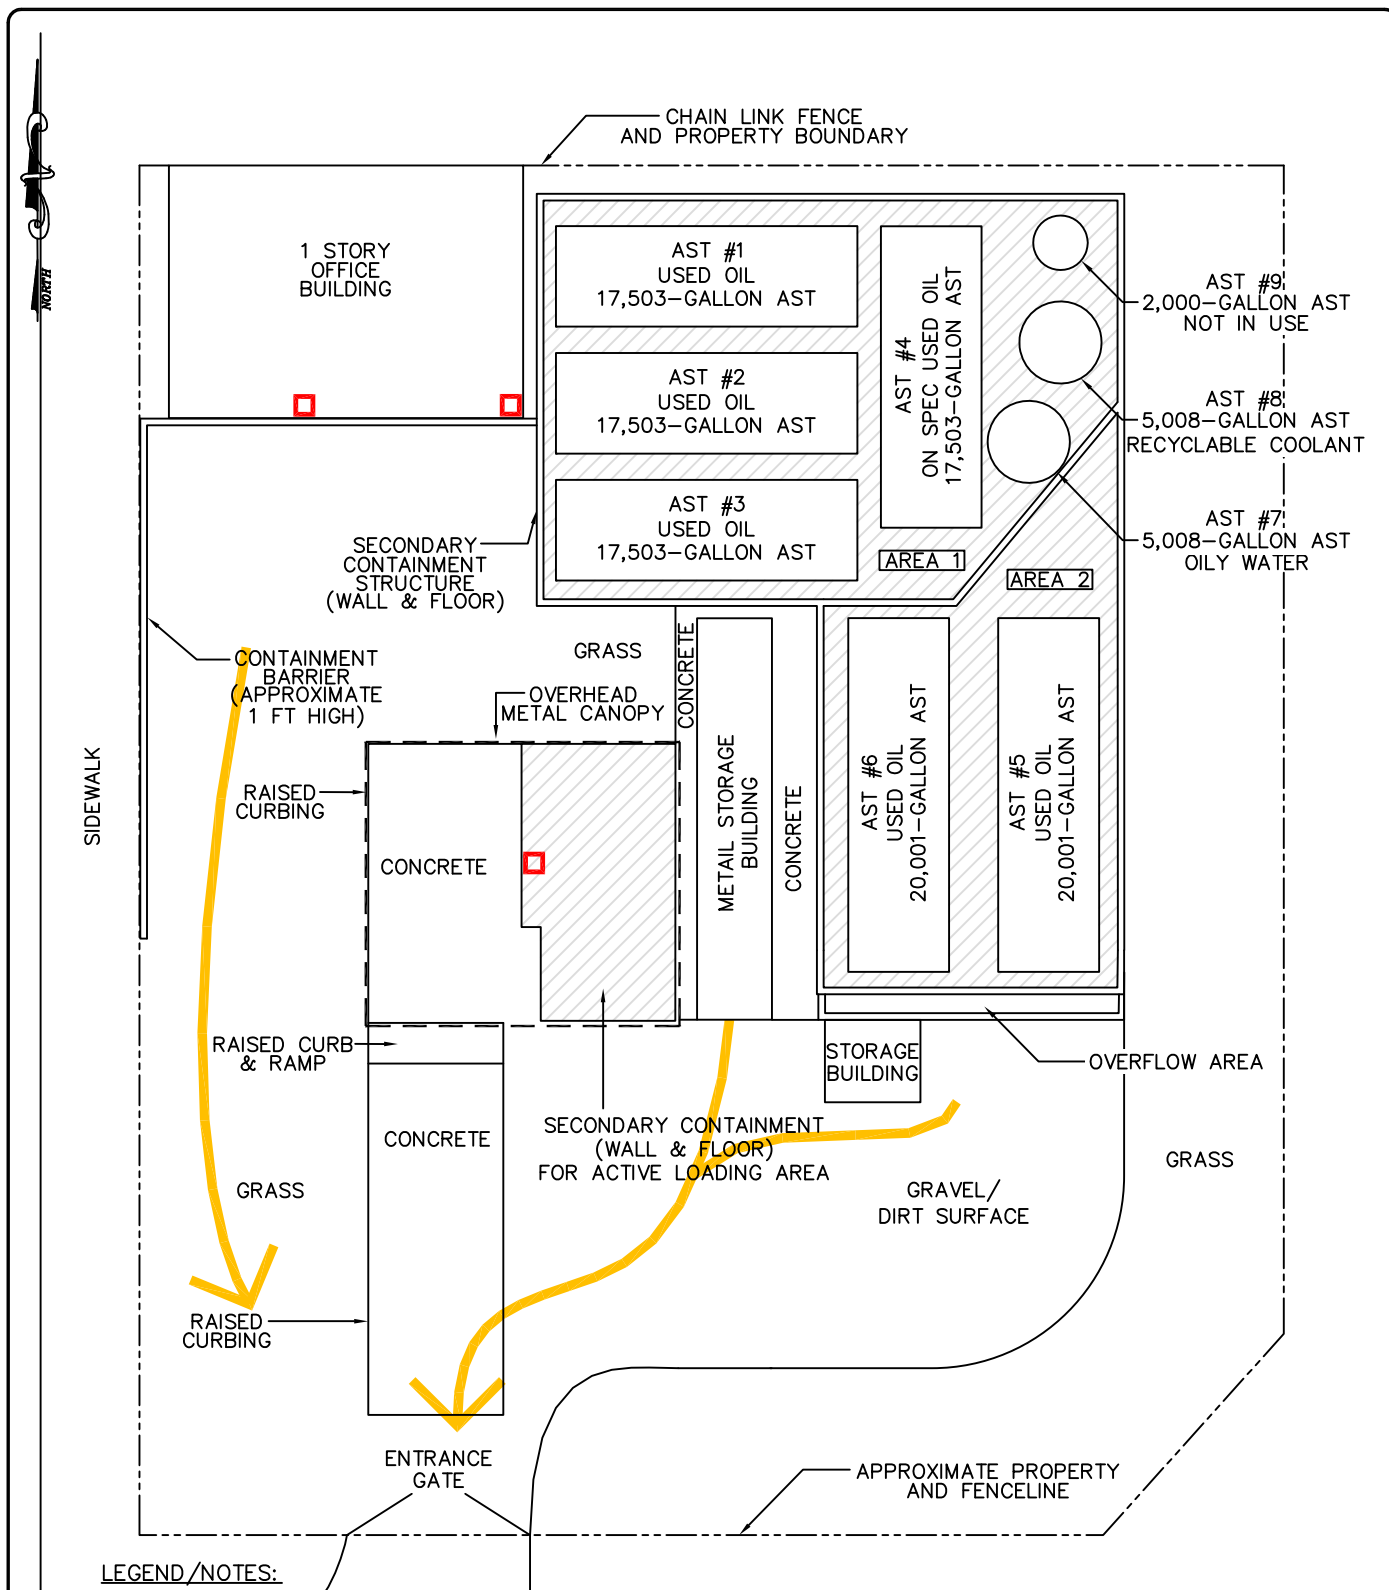 CHAIN LINK FENCE
AND PROPERTY BOUNDARY
NORTH
1 STORY
OFFICE
BUILDING
AST #1
USED OIL
17,503-GALLON AST
AST #2
USED OIL
17,503-GALLON AST
AST #3
USED OIL
17,503-GALLON AST
AST #4
ON SPEC USED OIL
17,503-GALLON AST
AST #9
2,000-GALLON AST
NOT IN USE
AST #8
5,008-GALLON AST
RECYCLABLE COOLANT
AST #7
5,008-GALLON AST
OILY WATER
AREA 1
AREA 2
SECONDARY
CONTAINMENT
STRUCTURE
(WALL & FLOOR)
CONTAINMENT
BARRIER
(APPROXIMATE
1 FT HIGH)
GRASS
OVERHEAD
METAL CANOPY
CONCRETE
METAIL STORAGE
BUILDING
CONCRETE
AST #6
USED OIL
20,001-GALLON AST
AST #5
USED OIL
20,001-GALLON AST
SIDEWALK
RAISED
CURBING
CONCRETE
RAISED CURB
& RAMP
STORAGE
BUILDING
OVERFLOW AREA
CONCRETE
SECONDARY CONTAINMENT
(WALL & FLOOR)
FOR ACTIVE LOADING AREA
GRASS
GRASS
GRAVEL/
DIRT SURFACE
RAISED
CURBING
ENTRANCE
GATE
APPROXIMATE PROPERTY
AND FENCELINE
LEGEND/NOTES: